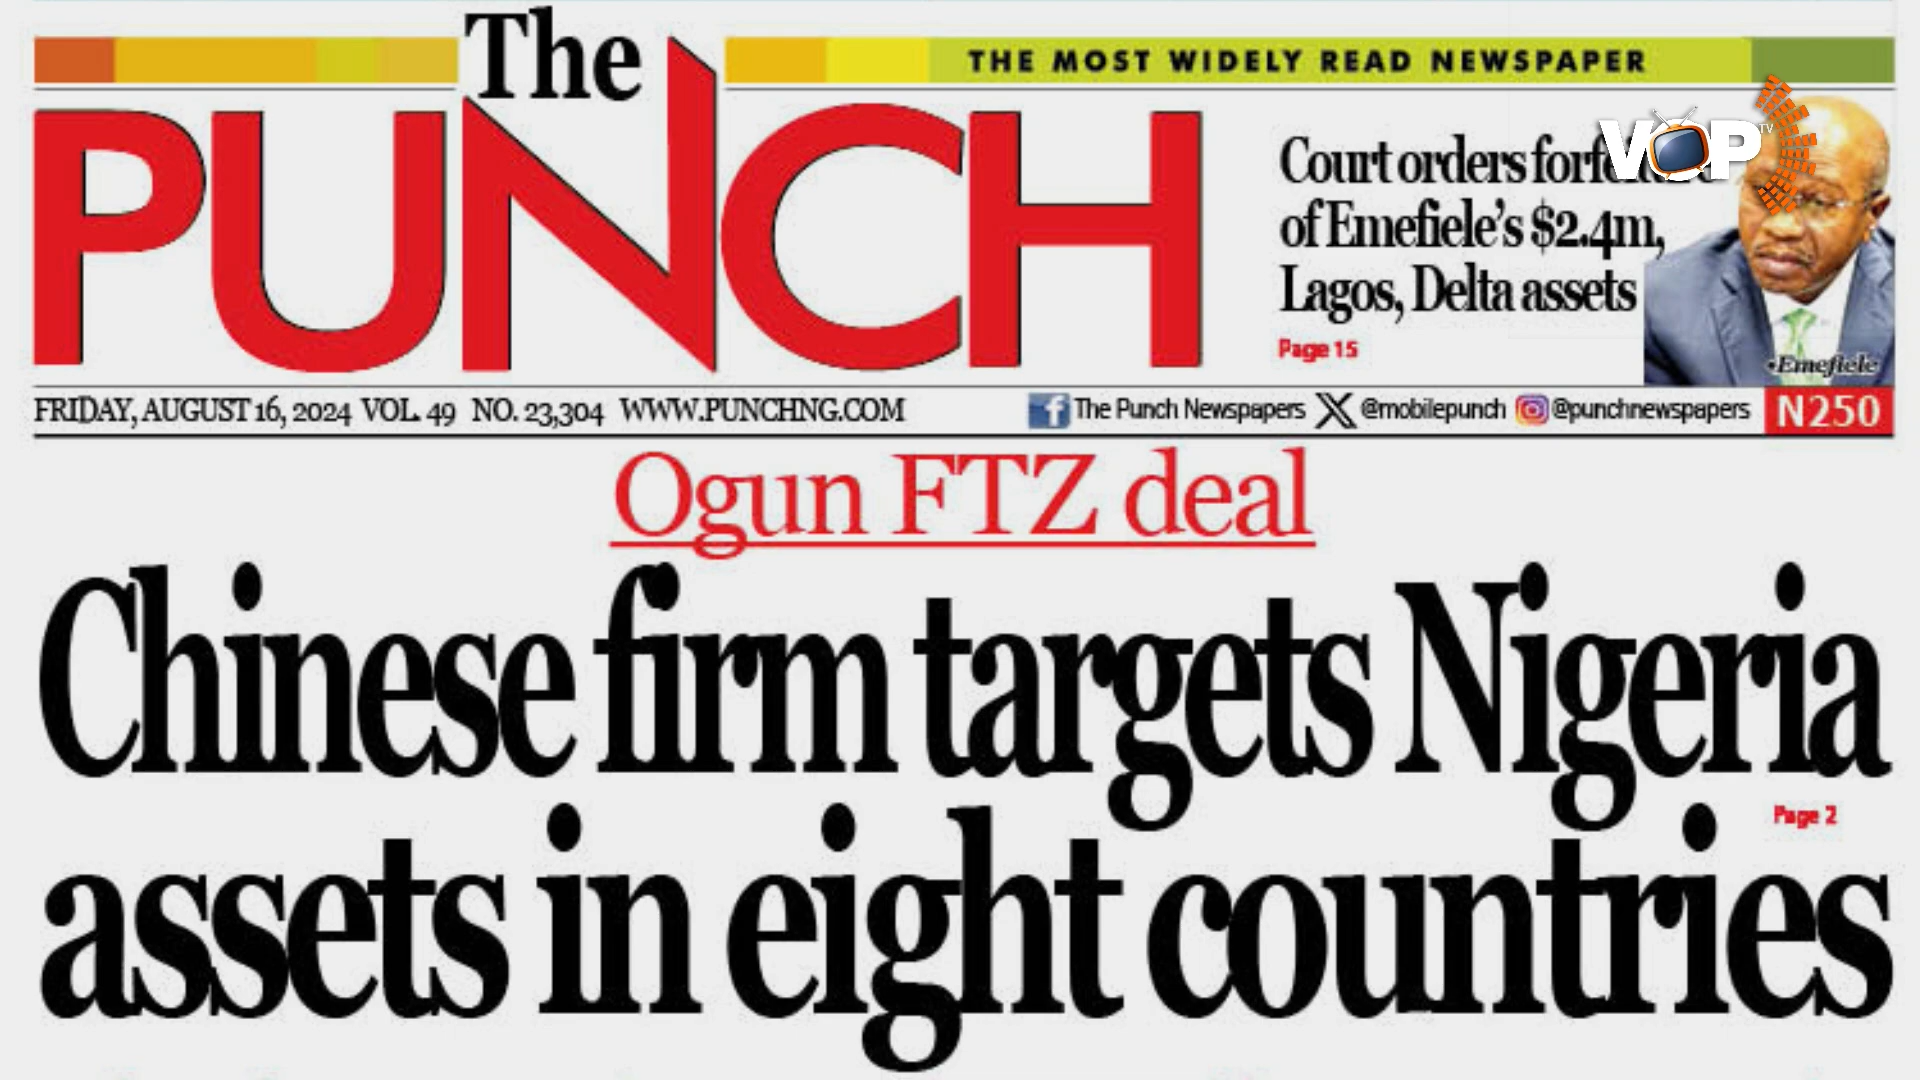 The
PUNCH
THE MOST WIDELY READ NEWSPAPER
VOP TV
Court orders
of Emefiele's $2.4m,
Lagos, Delta assets
Page 15
•Emefiele
FRIDAY, AUGUST 16, 2024 VOL. 49 NO. 23,304 WWW.PUNCHNG.COM
The Punch Newspapers @mobilepunch @punchnewspapers N250
Ogun FTZ deal
Chinese firm targets Nigeria
assets in eight countries
Page 2